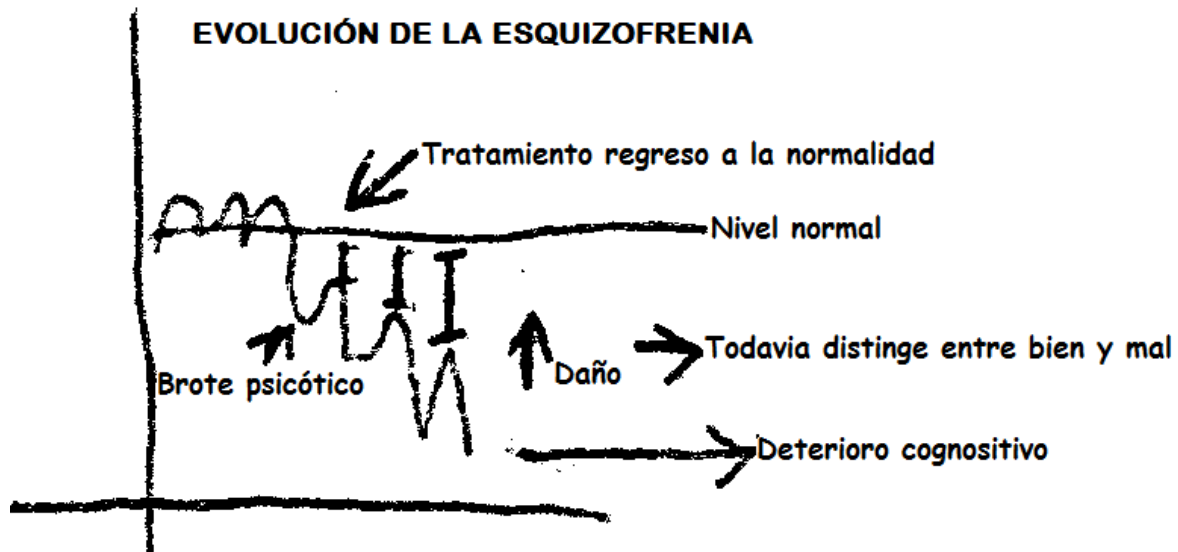 EVOLUCIÓN DE LA ESQUIZOFRENIA
Tratamiento regreso a la normalidad
Nivel normal
Todavia distinge entre bien y mal
Daño
Brote psicótico
Deterioro cognositivo